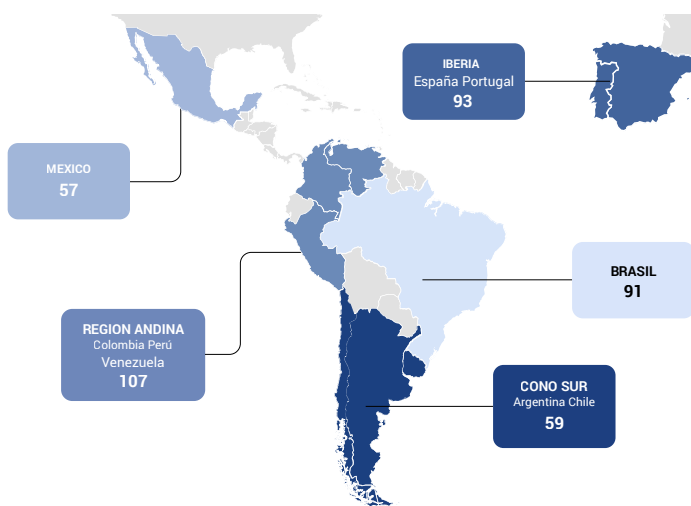 IBERIA
España Portugal
93
MEXICO
57
BRASIL
91
REGION ANDINA
Colombia Perú
Venezuela
107
CONO SUR
Argentina Chile
59